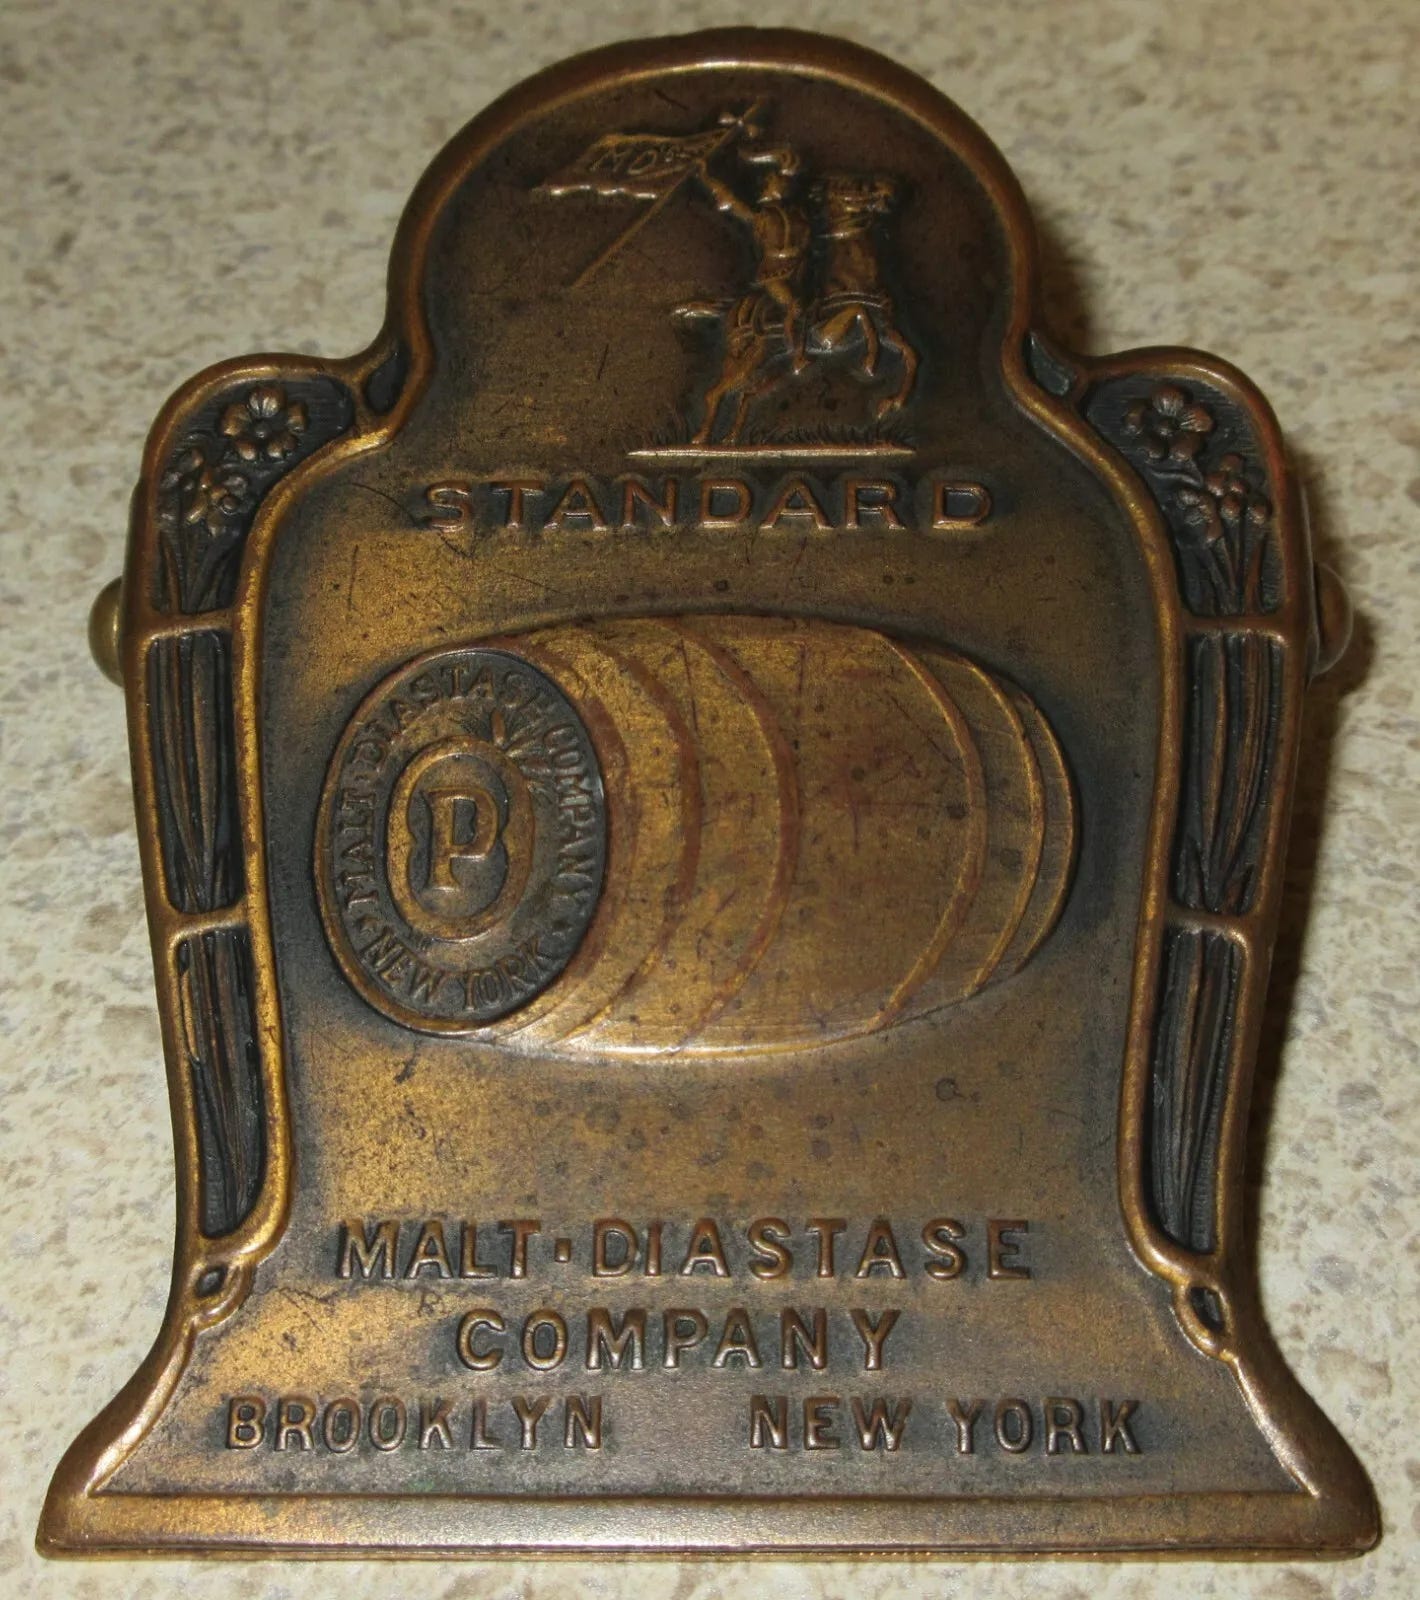 MD
STANDARD
MALT·DIASTASE COMPANY
NEW YORK
P
MALT·DIASTASE
COMPANY
BROOKLYN NEW YORK